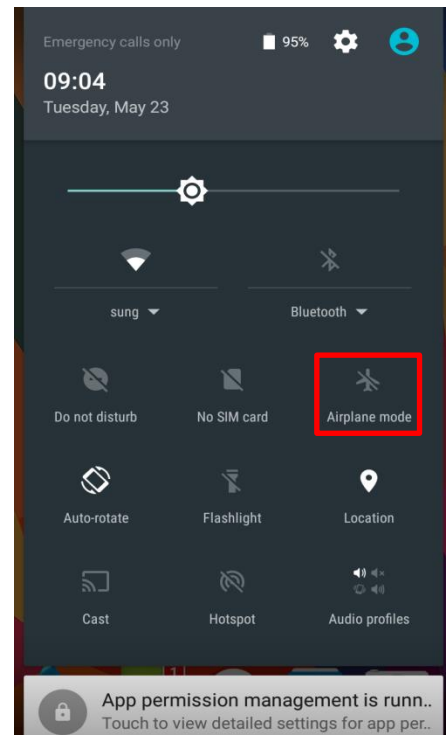 Emergency calls only
95%
09:04
Tuesday, May 23
sung
Bluetooth
Do not disturb
No SIM card
Airplane mode
Auto-rotate
Flashlight
Location
Cast
Hotspot
Audio profiles
1
App permission management is runn..
Touch to view detailed settings for app per..